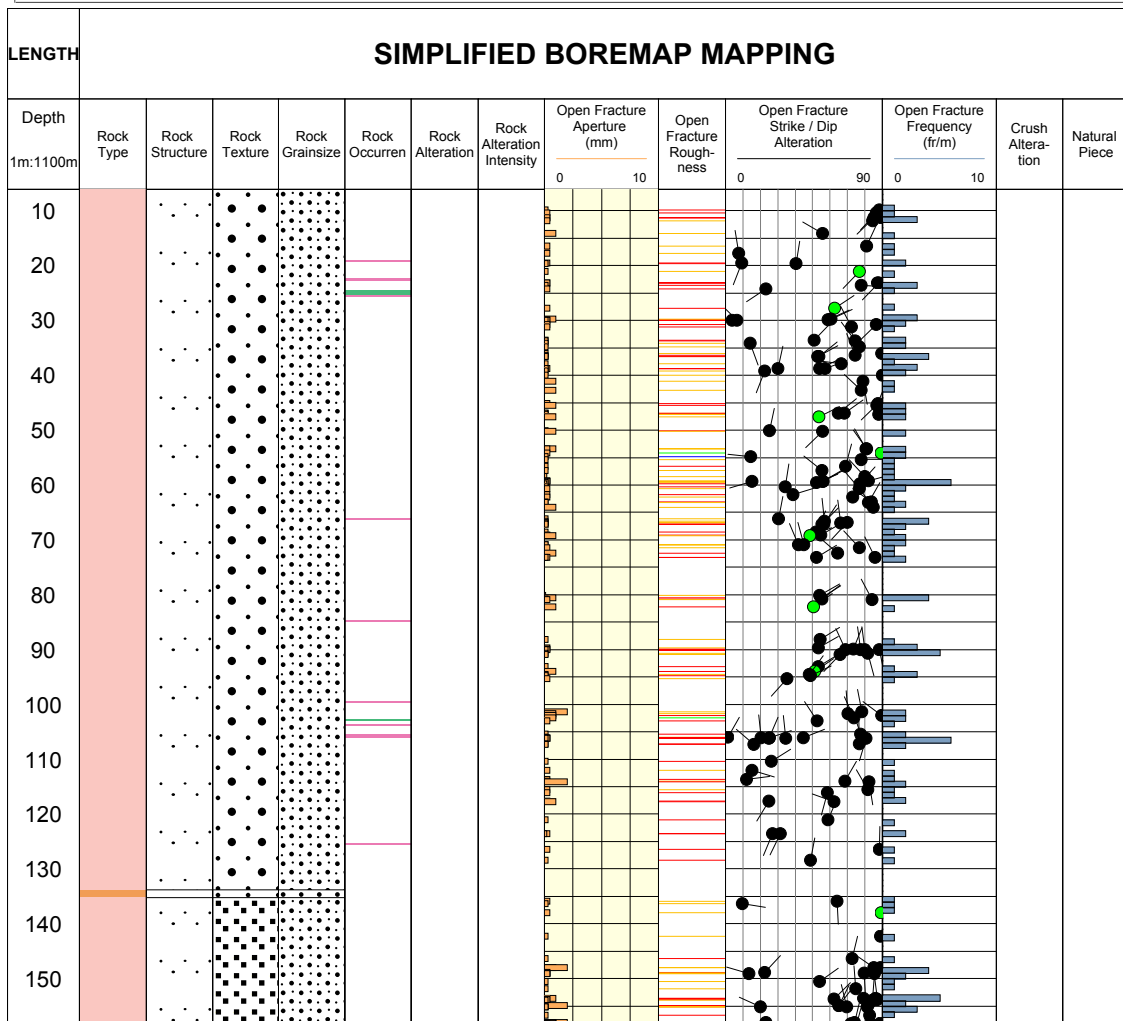 SIMPLIFIED BOREMAP MAPPING
LENGTH
Depth
1m:1100m
Rock
Type
Rock
Structure
Rock
Texture
Rock
Grainsize
Rock
Occurren
Rock
Alteration
Rock
Alteration
Intensity
Open Fracture
Aperture
(mm)
0 10
Open
Fracture
Rough-
ness
Open Fracture
Strike / Dip
Alteration
0 90
Open Fracture
Frequency
(fr/m)
0 10
Crush
Altera-
tion
Natural
Piece
10
20
30
40
50
60
70
80
90
100
110
120
130
140
150